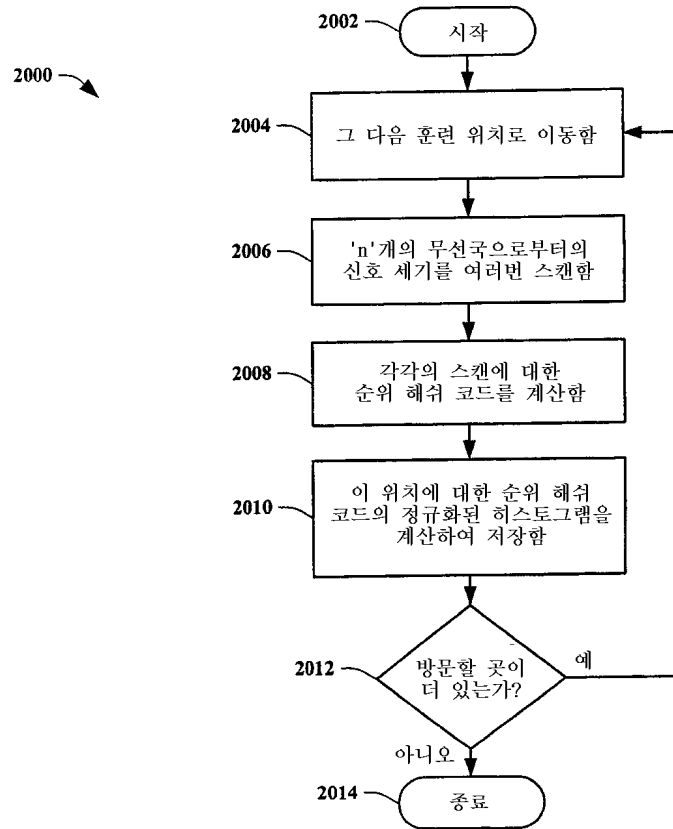 2002
시작
2000
2004
그 다음 훈련 위치로 이동함
2006
'n'개의 무선국으로부터의
신호 세기를 여러번 스캔함
2008
각각의 스캔에 대한
순위 해쉬 코드를 계산함
2010
이 위치에 대한 순위 해쉬
코드의 정규화된 히스토그램을
계산하여 저장함
2012
방문할 곳이
더 있는가?
예
아니오
2014
종료